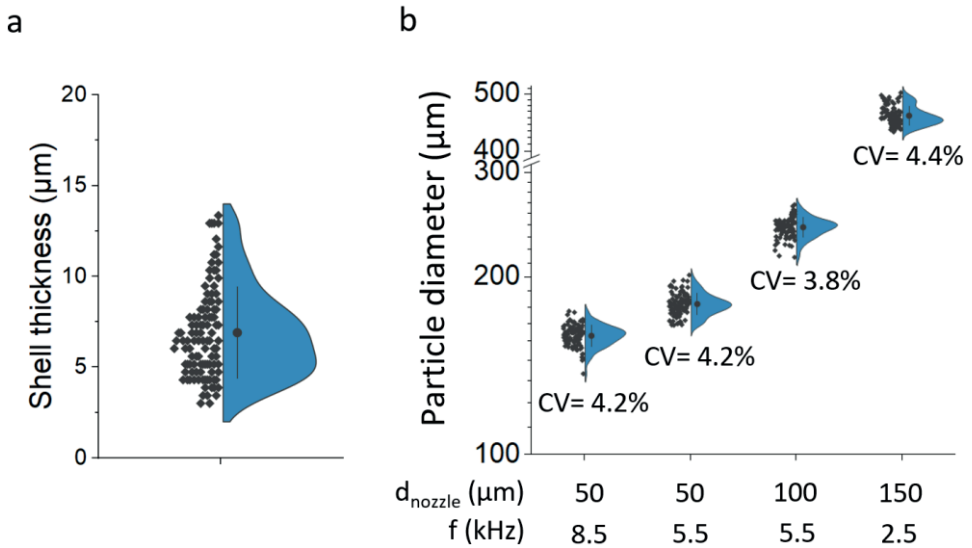 a
b
20
15
10
5
0
Shell thickness (µm)
500
400
300
200
100
Particle diameter (µm)
CV= 4.2%
CV= 4.2%
CV= 3.8%
CV= 4.4%
dnozzle (µm) 50 50 100 150
f (kHz) 8.5 5.5 5.5 2.5